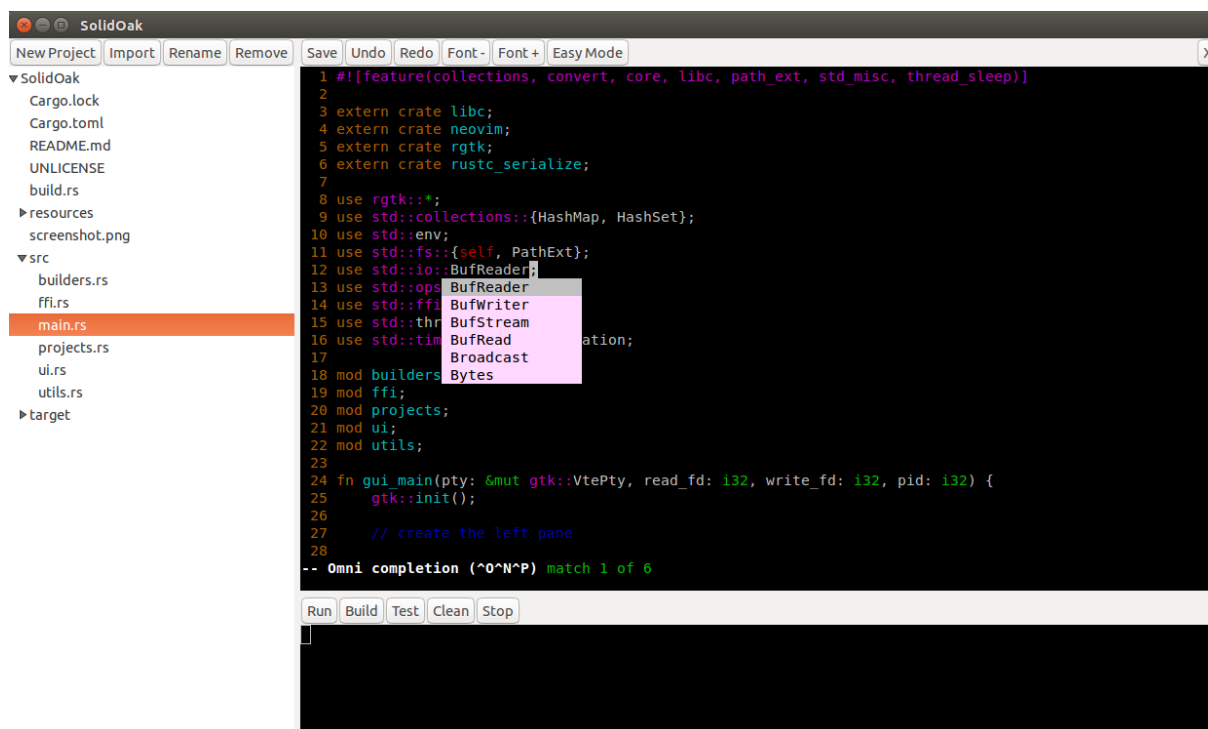 SolidOak
New Project Import Rename Remove Save Undo Redo Font - Font + Easy Mode X
SolidOak
Cargo.lock
Cargo.toml
README.md
UNLICENSE
build.rs
resources
screenshot.png
src
builders.rs
ffi.rs
main.rs
projects.rs
ui.rs
utils.rs
target
1 #![feature(collections, convert, core, libc, path_ext, std_misc, thread_sleep)]
2
3 extern crate libc;
4 extern crate neovim;
5 extern crate rgtk;
6 extern crate rustc_serialize;
7
8 use rgtk::*;
9 use std::collections::{HashMap, HashSet};
10 use std::env;
11 use std::fs::{self, PathExt};
12 use std::io::BufReader;
13 use std::ops BufReader
14 use std::ffi BufWriter
15 use std::thr BufStream
16 use std::tim BufRead ation;
17 Broadcast
18 mod builders Bytes
19 mod ffi;
20 mod projects;
21 mod ui;
22 mod utils;
23
24 fn gui_main(pty: &mut gtk::VtePty, read_fd: i32, write_fd: i32, pid: i32) {
25 gtk::init();
26
27 // create the left pane
28
-- Omni completion (^O^N^P) match 1 of 6
Run Build Test Clean Stop